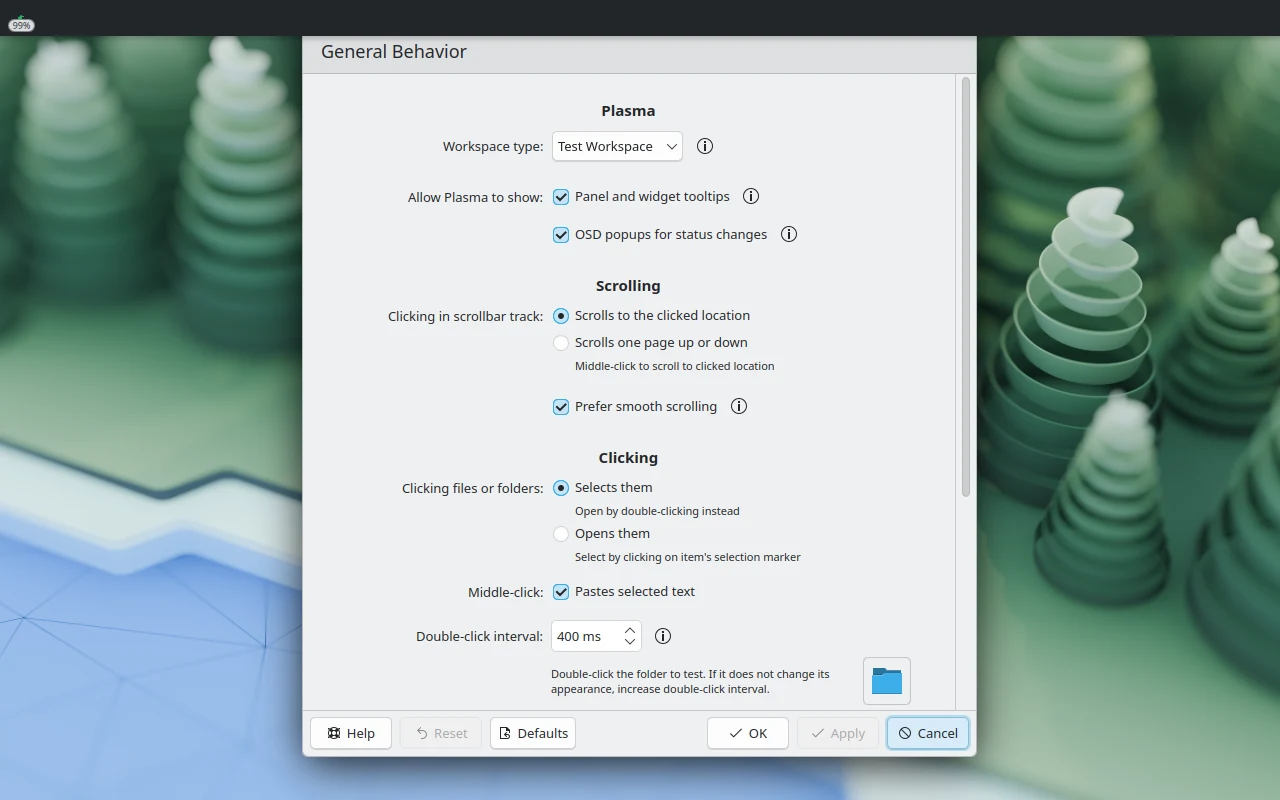 99%
General Behavior
Plasma
Workspace type: Test Workspace
Allow Plasma to show: Panel and widget tooltips
OSD popups for status changes
Scrolling
Clicking in scrollbar track: Scrolls to the clicked location
Scrolls one page up or down
Middle-click to scroll to clicked location
Prefer smooth scrolling
Clicking
Clicking files or folders: Selects them
Open by double-clicking instead
Opens them
Select by clicking on item's selection marker
Middle-click: Pastes selected text
Double-click interval: 400 ms
Double-click the folder to test. If it does not change its
appearance, increase double-click interval.
Help Reset Defaults OK Apply Cancel